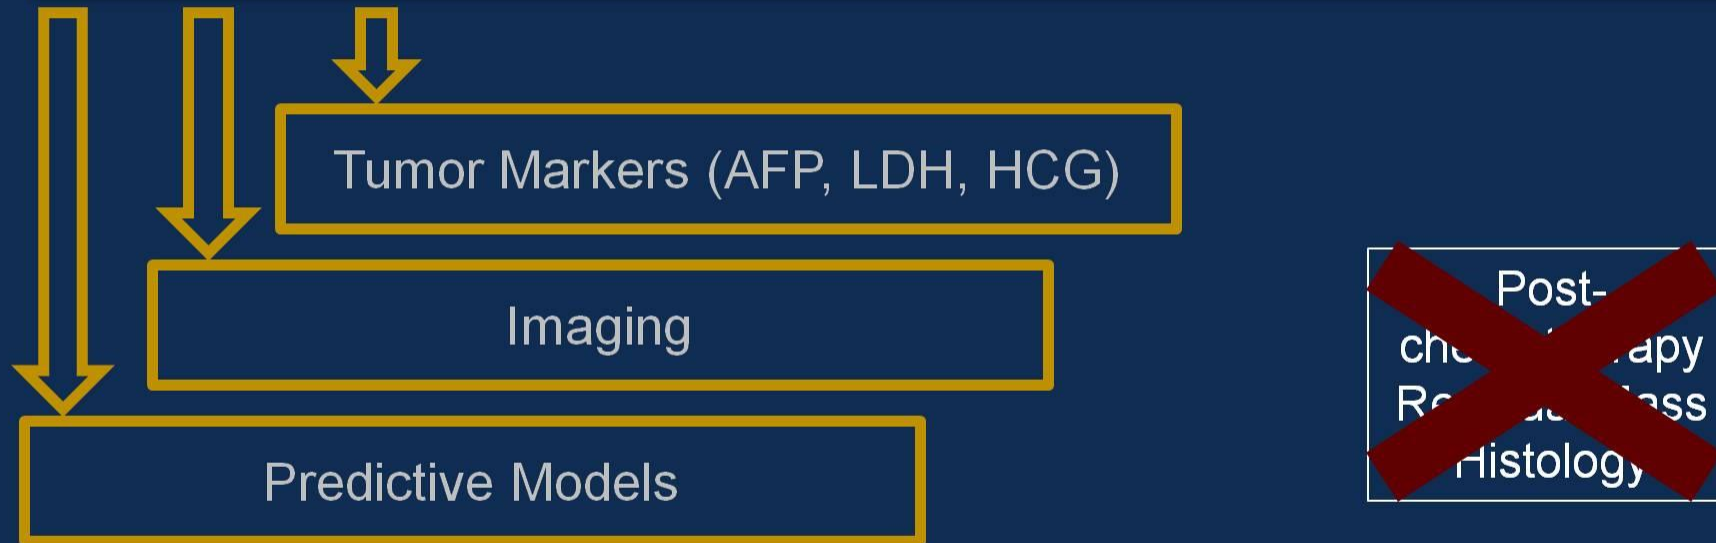 Tumor Markers (AFP, LDH, HCG)
Imaging
Predictive Models
Post-
Histology